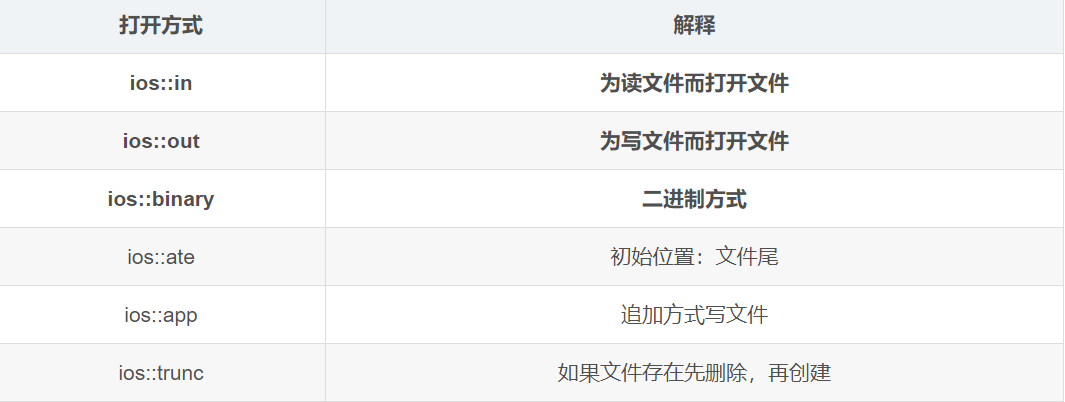 打开方式 解释
ios::in 为读文件而打开文件
ios::out 为写文件而打开文件
ios::binary 二进制方式
ios::ate 初始位置：文件尾
ios::app 追加方式写文件
ios::trunc 如果文件存在先删除，再创建